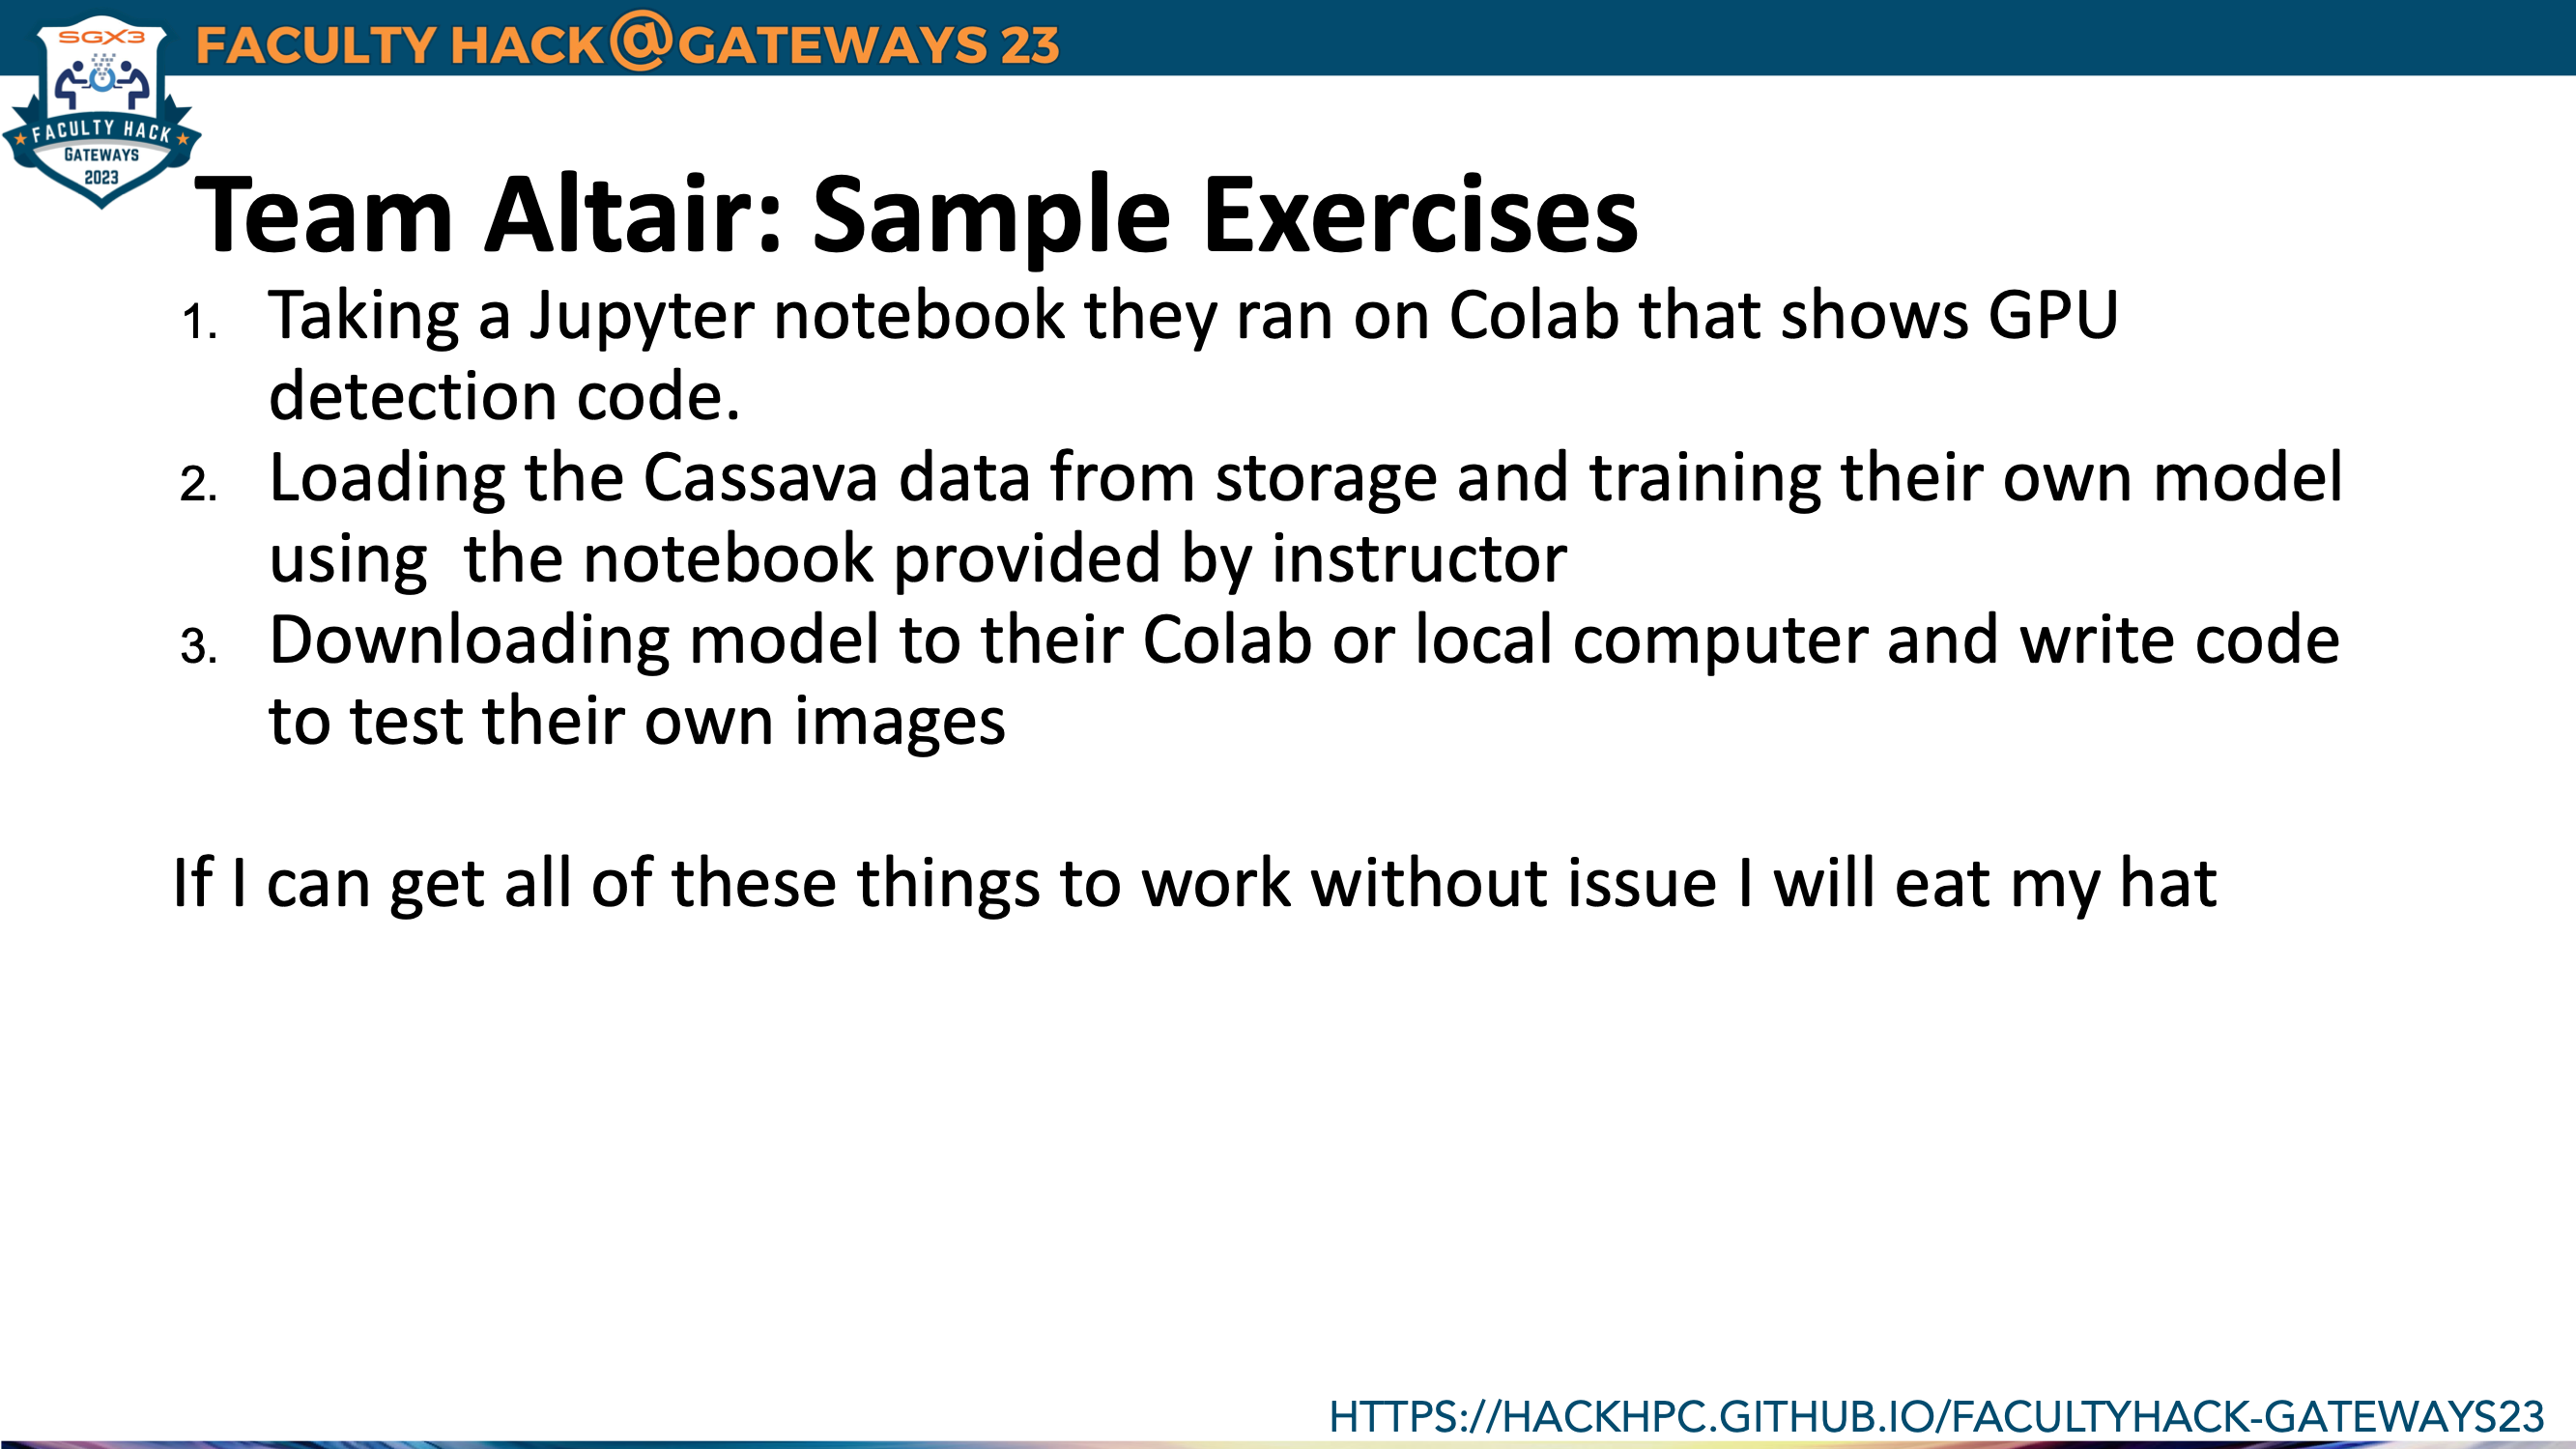 FACULTY HACK@GATEWAYS 23
SGX3
FACULTY HACK
GATEWAYS
2023
Team Altair: Sample Exercises
1. Taking a Jupyter notebook they ran on Colab that shows GPU
detection code.
2. Loading the Cassava data from storage and training their own model
using  the notebook provided by instructor
3. Downloading model to their Colab or local computer and write code
to test their own images
If I can get all of these things to work without issue I will eat my hat
HTTPS://HACKHPC.GITHUB.IO/FACULTYHACK-GATEWAYS23